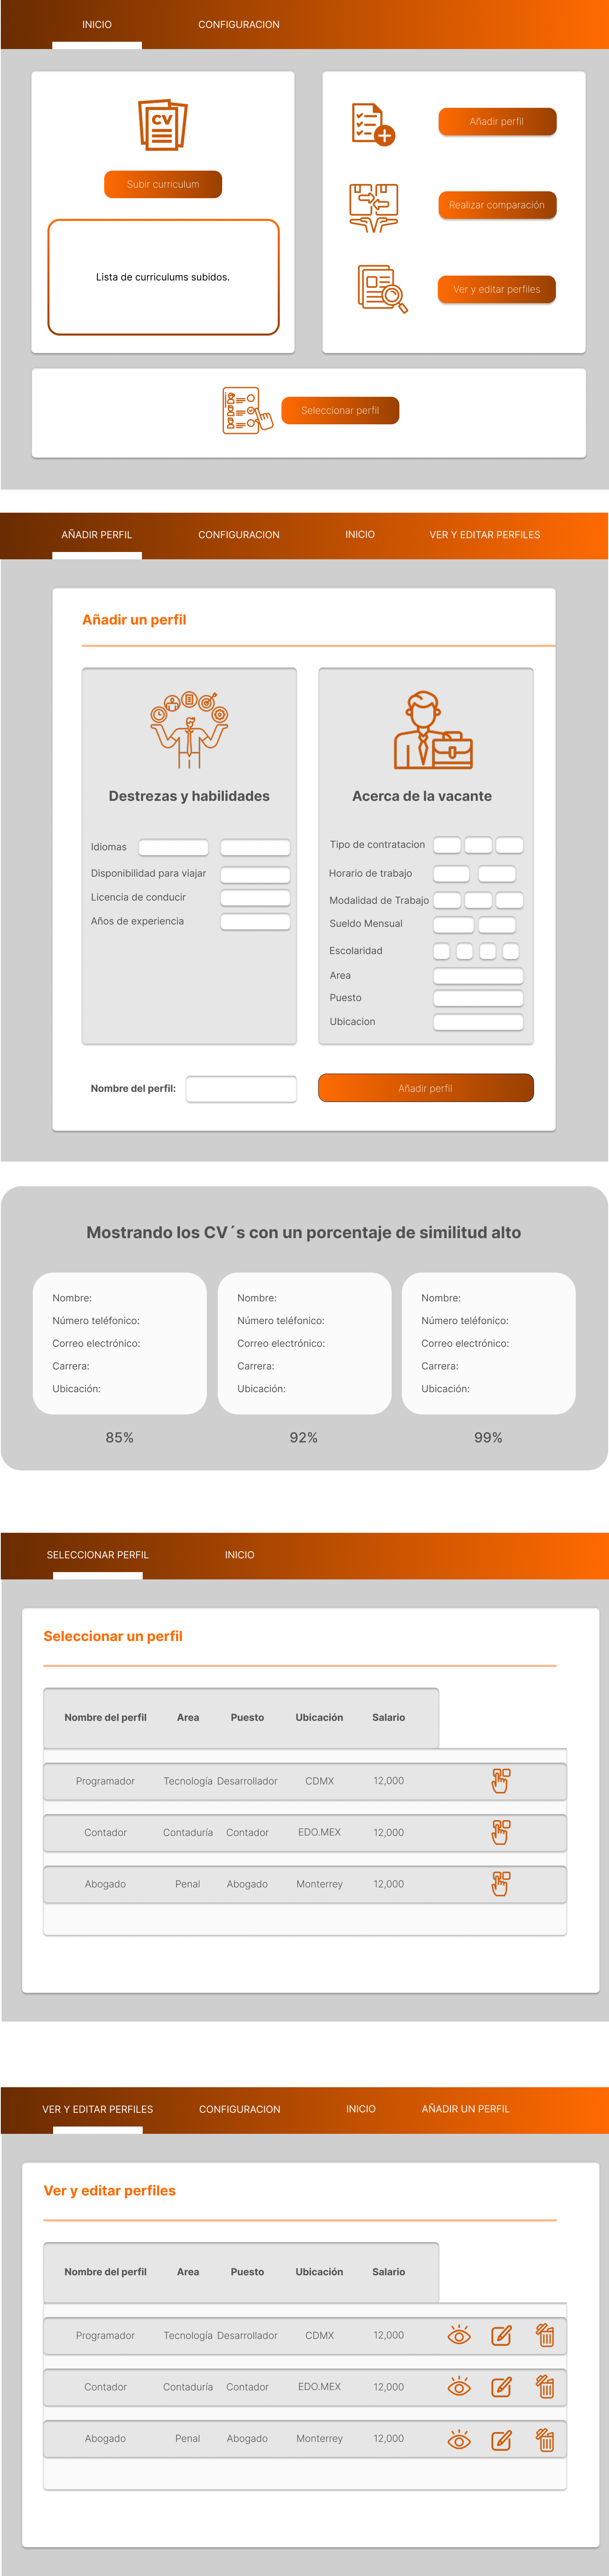 INICIO CONFIGURACION
CV
Subir curriculum
Lista de curriculums subidos.
Añadir perfil
Realizar comparación
Ver y editar perfiles
Seleccionar perfil
AÑADIR PERFIL CONFIGURACION INICIO VER Y EDITAR PERFILES
Añadir un perfil
Destrezas y habilidades
Idiomas
Disponibilidad para viajar
Licencia de conducir
Años de experiencia
Acerca de la vacante
Tipo de contratacion
Horario de trabajo
Modalidad de Trabajo
Sueldo Mensual
Escolaridad
Area
Puesto
Ubicacion
Nombre del perfil:
Añadir perfil
Mostrando los CV´s con un porcentaje de similitud alto
Nombre:
Número teléfonico:
Correo electrónico:
Carrera:
Ubicación:
85%
Nombre:
Número teléfonico:
Correo electrónico:
Carrera:
Ubicación:
92%
Nombre:
Número teléfonico:
Correo electrónico:
Carrera:
Ubicación:
99%
SELECCIONAR PERFIL INICIO
Seleccionar un perfil
Nombre del perfil Area Puesto Ubicación Salario
Programador Tecnología Desarrollador CDMX 12,000
Contador Contaduría Contador EDO.MEX 12,000
Abogado Penal Abogado Monterrey 12,000
VER Y EDITAR PERFILES CONFIGURACION INICIO AÑADIR UN PERFIL
Ver y editar perfiles
Nombre del perfil Area Puesto Ubicación Salario
Programador Tecnología Desarrollador CDMX 12,000
Contador Contaduría Contador EDO.MEX 12,000
Abogado Penal Abogado Monterrey 12,000